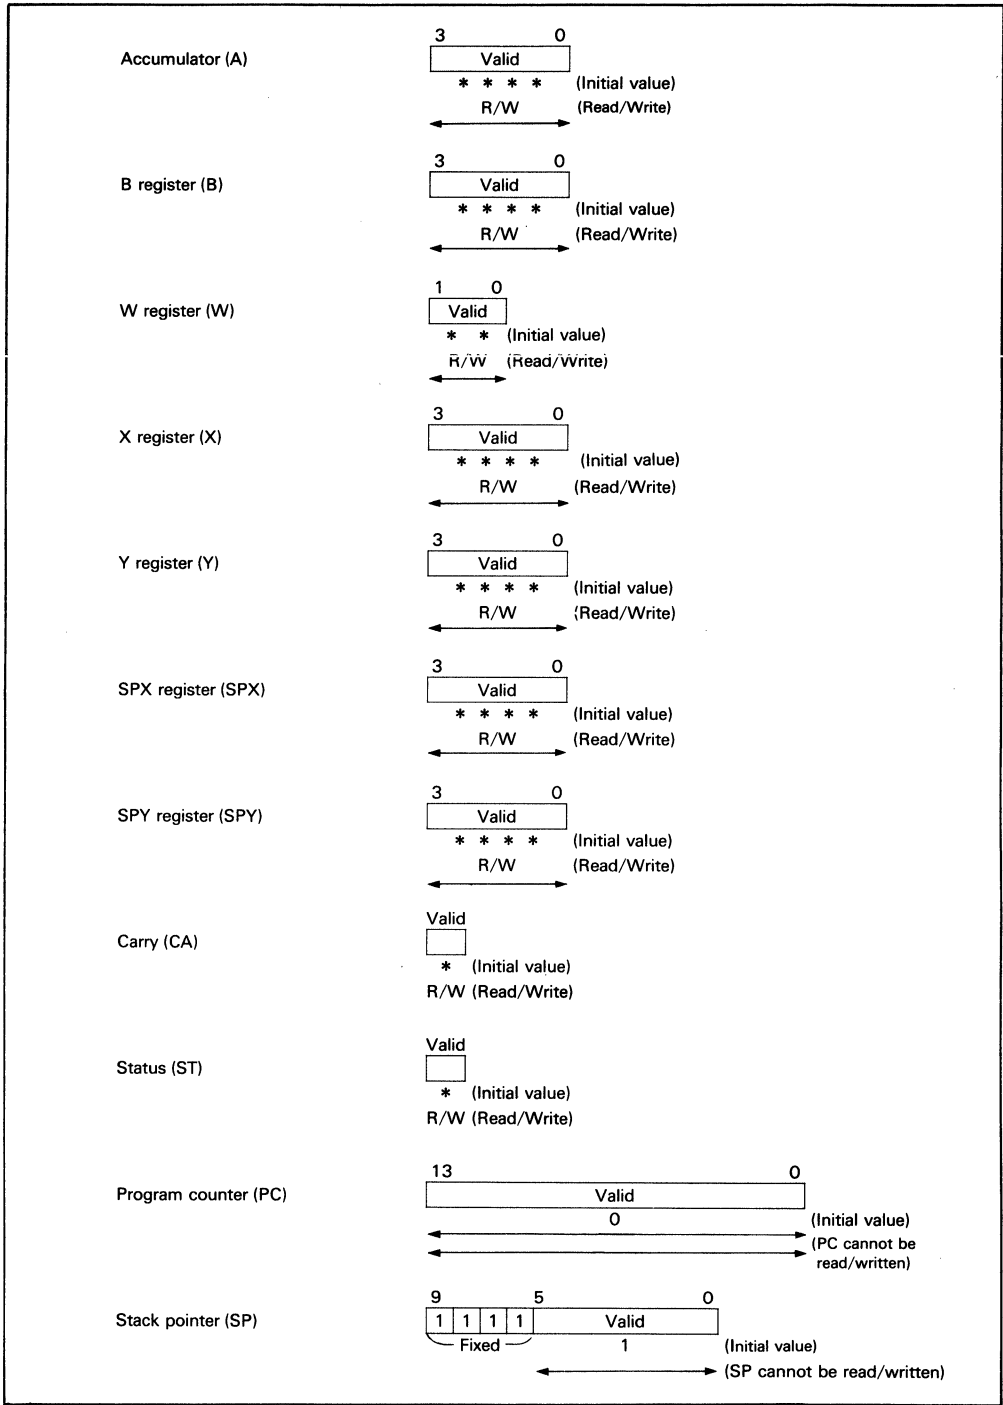 3 0
Accumulator (A) Valid
* * * * (Initial value)
R/W (Read/Write)
3 0
B register (B) Valid
* * * * (Initial value)
R/W (Read/Write)
1 0
W register (W) Valid
* * (Initial value)
R/W (Read/Write)
3 0
X register (X) Valid
* * * * (Initial value)
R/W (Read/Write)
3 0
Y register (Y) Valid
* * * * (Initial value)
R/W (Read/Write)
3 0
SPX register (SPX) Valid
* * * * (Initial value)
R/W (Read/Write)
3 0
SPY register (SPY) Valid
* * * * (Initial value)
R/W (Read/Write)
Valid
Carry (CA)
* (Initial value)
R/W (Read/Write)
Valid
Status (ST)
* (Initial value)
R/W (Read/Write)
13 0
Program counter (PC) Valid
0 (Initial value)
(PC cannot be
read/written)
9 5 0
Stack pointer (SP) 1 1 1 1 Valid
Fixed 1 (Initial value)
(SP cannot be read/written)